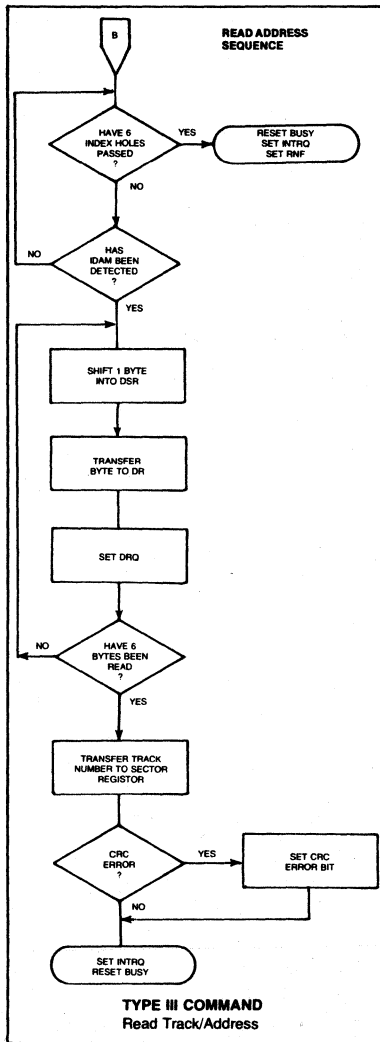 B
READ ADDRESS
SEQUENCE
HAVE 6
INDEX HOLES
PASSED
?
YES
RESET BUSY
SET INTRQ
SET RNF
NO
HAS
IDAM BEEN
DETECTED
?
NO
YES
SHIFT 1 BYTE
INTO DSR
TRANSFER
BYTE TO DR
SET DRQ
HAVE 6
BYTES BEEN
READ
?
NO
YES
TRANSFER TRACK
NUMBER TO SECTOR
REGISTOR
CRC
ERROR
?
YES
SET CRC
ERROR BIT
NO
SET INTRQ
RESET BUSY
TYPE III COMMAND
Read Track/Address